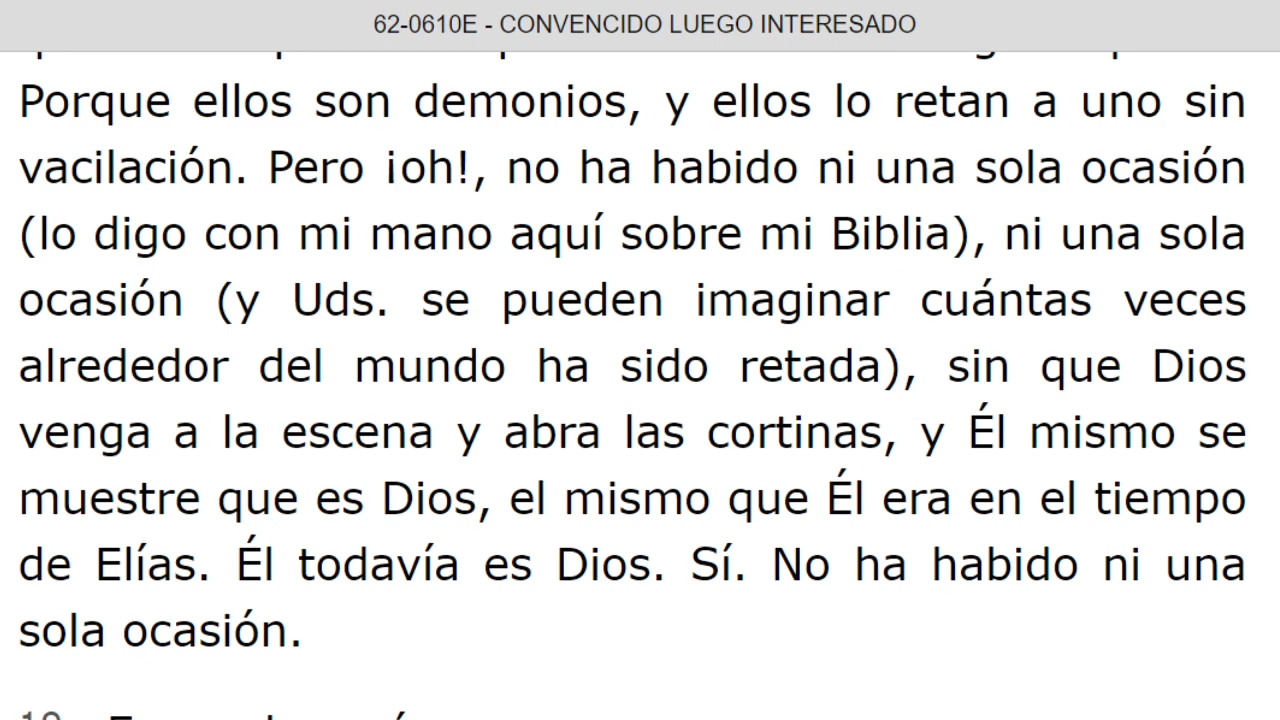 62-0610E - CONVENCIDO LUEGO INTERESADO
Porque ellos son demonios, y ellos lo retan a uno sin
vacilación. Pero ¡oh!, no ha habido ni una sola ocasión
(lo digo con mi mano aquí sobre mi Biblia), ni una sola
ocasión (y Uds. se pueden imaginar cuántas veces
alrededor del mundo ha sido retada), sin que Dios
venga a la escena y abra las cortinas, y Él mismo se
muestre que es Dios, el mismo que Él era en el tiempo
de Elías. Él todavía es Dios. Sí. No ha habido ni una
sola ocasión.